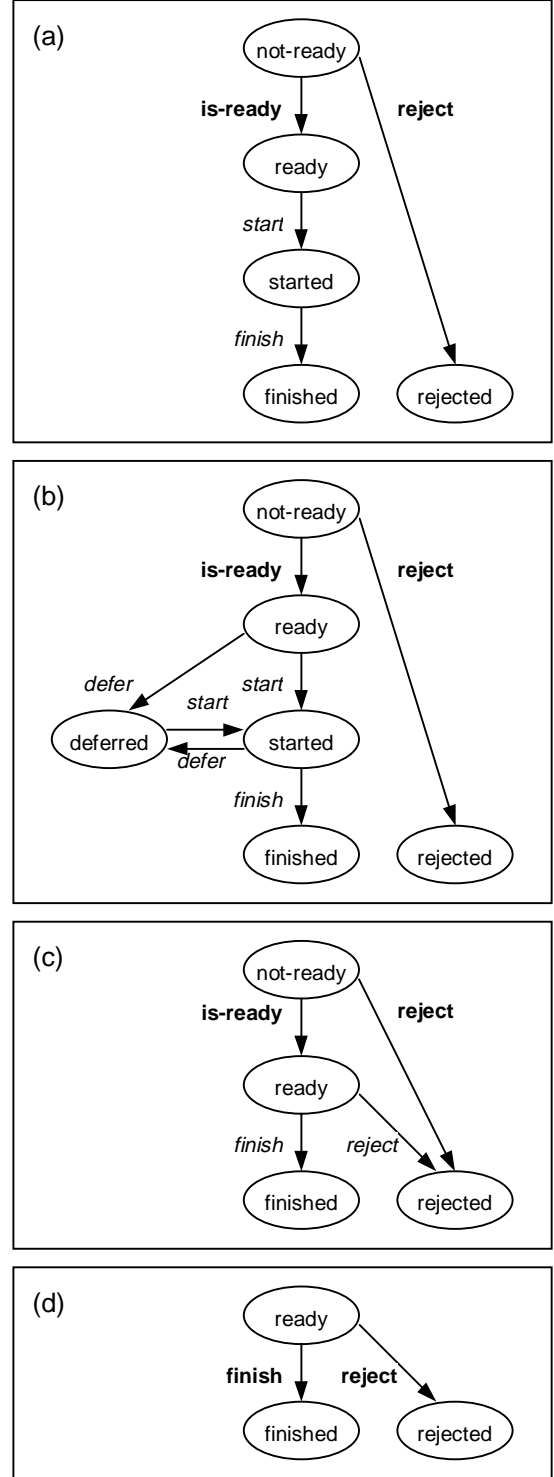 (a)
not-ready
is-ready
reject
ready
start
started
finish
finished
rejected
(b)
not-ready
is-ready
reject
ready
defer
start
start
deferred
started
defer
finish
finished
rejected
(c)
not-ready
is-ready
reject
ready
finish
reject
finished
rejected
(d)
ready
finish
reject
finished
rejected